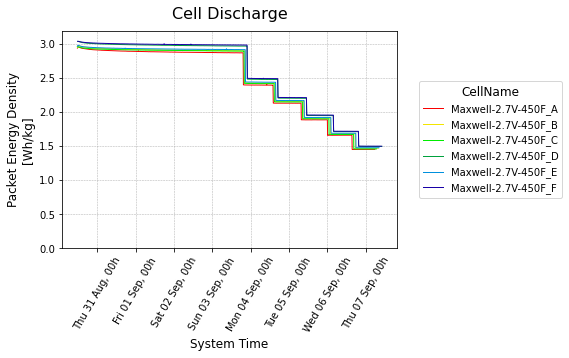 Cell Discharge
Packet Energy Density
[Wh/kg]
3.0
2.5
2.0
1.5
1.0
0.5
0.0
Thu 31 Aug, 00h
Fri 01 Sep, 00h
Sat 02 Sep, 00h
Sun 03 Sep, 00h
Mon 04 Sep, 00h
Tue 05 Sep, 00h
Wed 06 Sep, 00h
Thu 07 Sep, 00h
System Time
CellName
Maxwell-2.7V-450F_A
Maxwell-2.7V-450F_B
Maxwell-2.7V-450F_C
Maxwell-2.7V-450F_D
Maxwell-2.7V-450F_E
Maxwell-2.7V-450F_F